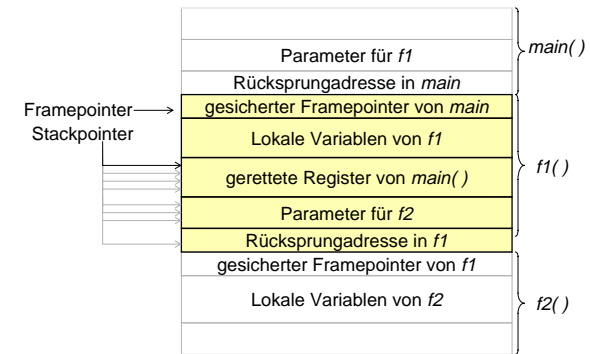 Parameter für f1
main( )
Rücksprungadresse in main
Framepointer
gesicherter Framepointer von main
Stackpointer
Lokale Variablen von f1
gerettete Register von main( )
f1( )
Parameter für f2
Rücksprungadresse in f1
gesicherter Framepointer von f1
Lokale Variablen von f2
f2( )